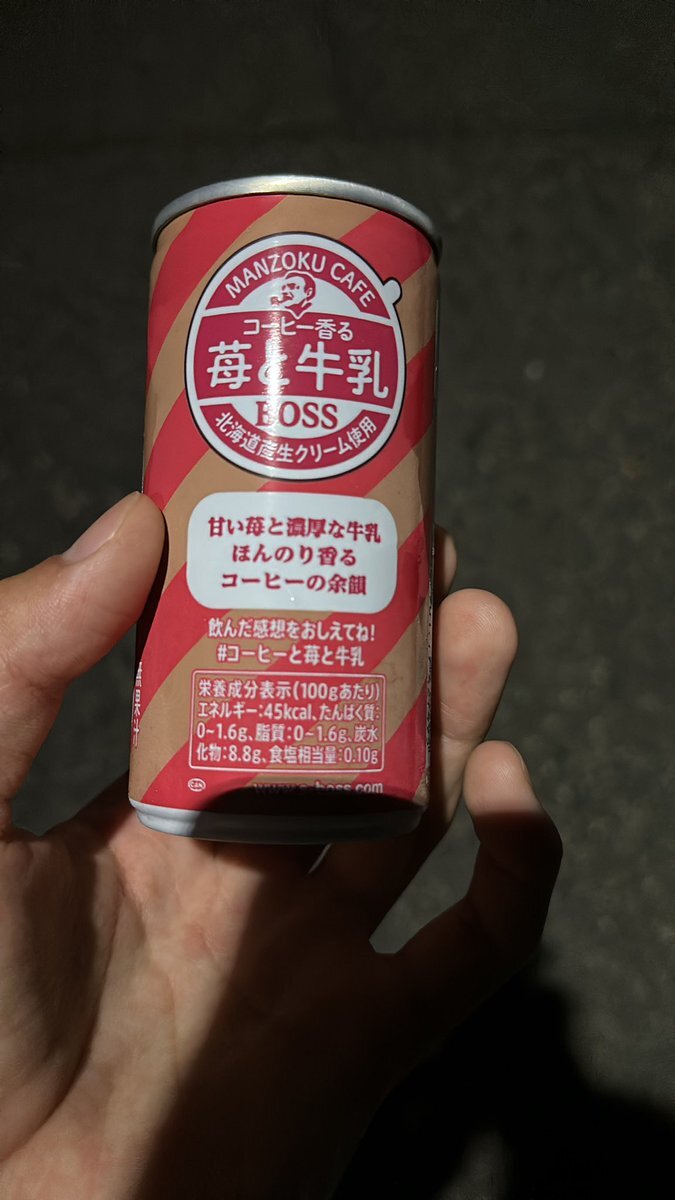 MANZOKU CAFE
コーヒー香る
苺と牛乳
BOSS
北海道産生クリーム使用
甘い苺と濃厚な牛乳
ほんのり香る
コーヒーの余韻
飲んだ感想をおしえてね!
#コーヒーと苺と牛乳
栄養成分表示(100gあたり)
エネルギー:45kcal、たんぱく質:
0~1.6g、脂質:0~1.6g、炭水
化物:8.8g、食塩相当量:0.10g
無果汁
CAN